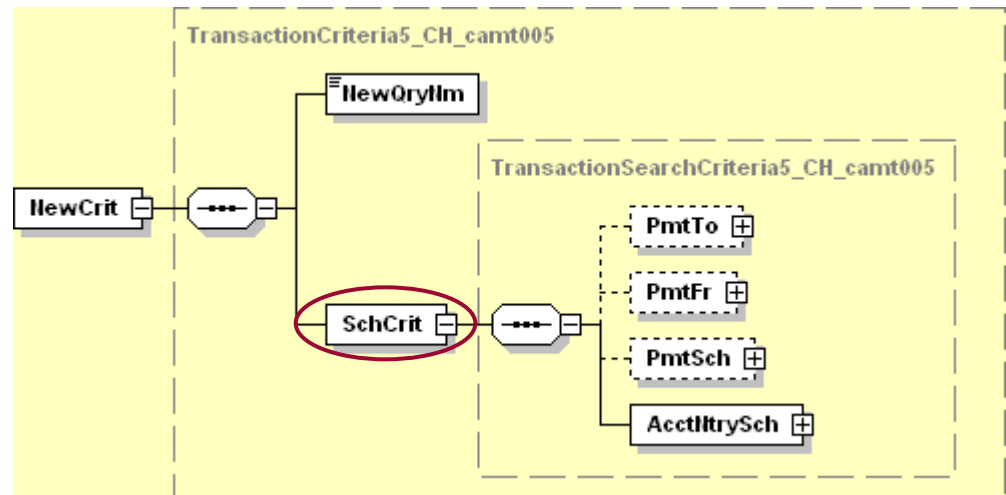 TransactionCriteria5_CH_camt005
NewQryNm
TransactionSearchCriteria5_CH_camt005
PmtTo
NewCrit
PmtFr
SchCrit
PmtSch
AcctNtrySch